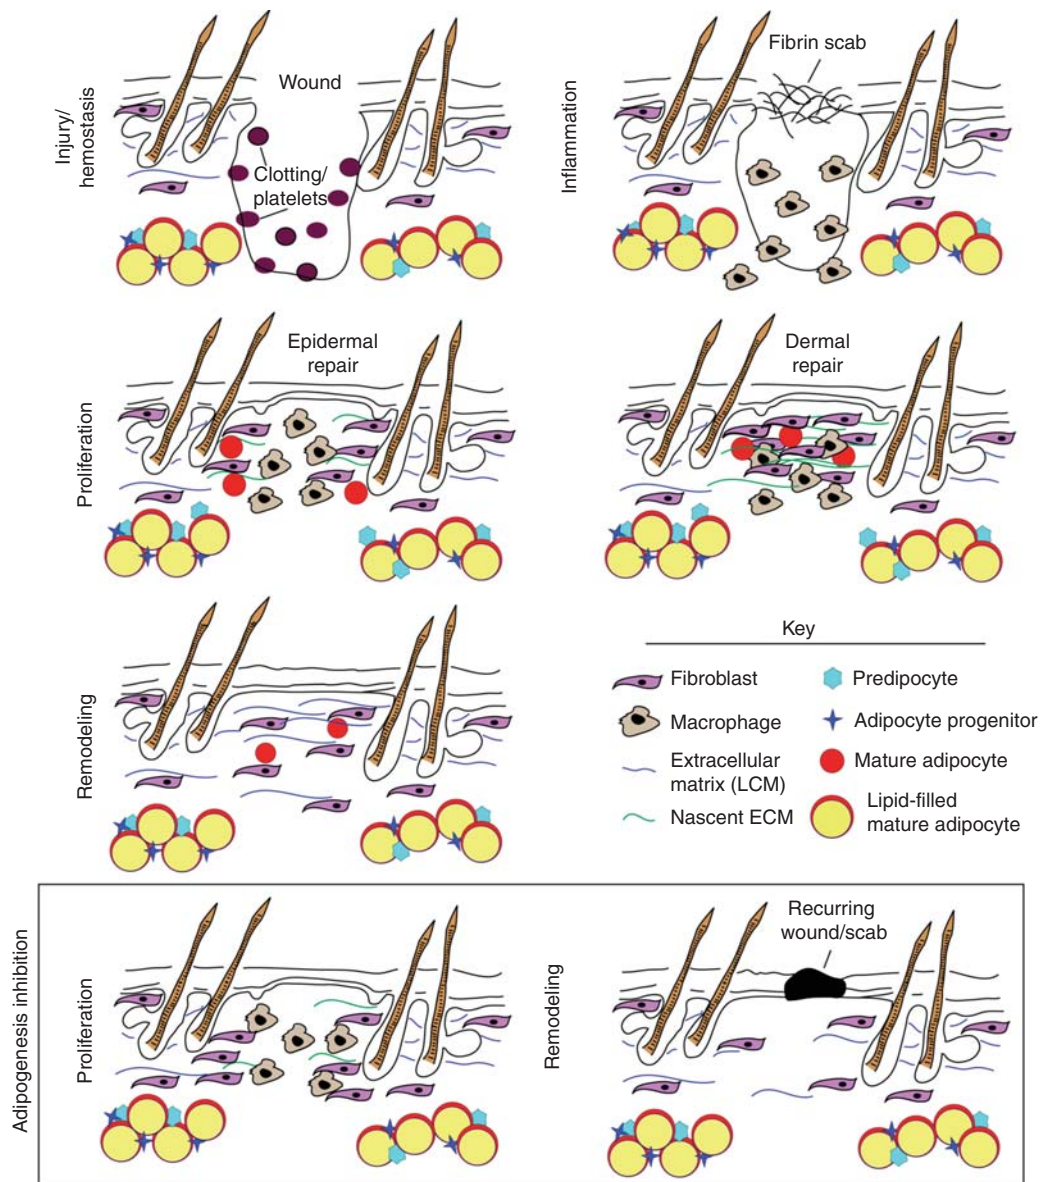 Injury/
hemostasis
Wound
Clotting/
platelets
Inflammation
Fibrin scab
Proliferation
Epidermal
repair
Dermal
repair
Remodeling
Key
Fibroblast
Macrophage
Extracellular
matrix (LCM)
Nascent ECM
Predipocyte
Adipocyte progenitor
Mature adipocyte
Lipid-filled
mature adipocyte
Adipogenesis inhibition
Proliferation
Remodeling
Recurring
wound/scab